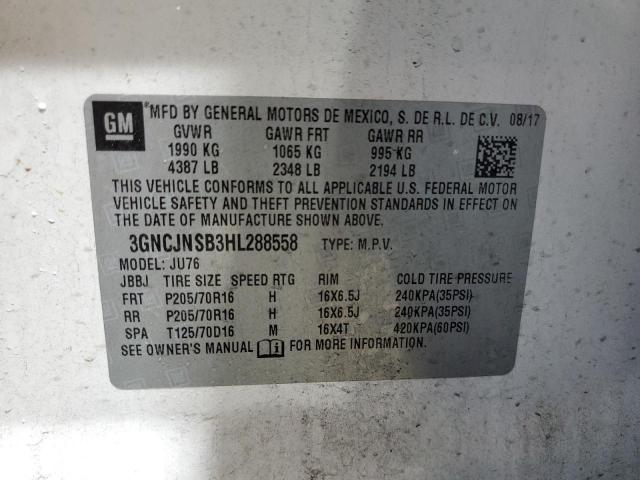 GM *MFD BY GENERAL MOTORS DE MEXICO, S. DE R.L. DE C.V. 08/17
GVWR GAWR FRT GAWR RR
1990 KG 1065 KG 995 KG
4387 LB 2348 LB 2194 LB
THIS VEHICLE CONFORMS TO ALL APPLICABLE U.S. FEDERAL MOTOR
VEHICLE SAFETY AND THEFT PREVENTION STANDARDS IN EFFECT ON
THE DATE OF MANUFACTURE SHOWN ABOVE.
3GNCJNSB3HL288558 TYPE: M.P.V.
MODEL: JU76
JBBJ TIRE SIZE SPEED RTG RIM COLD TIRE PRESSURE
FRT P205/70R16 H 16X6.5J 240KPA(35PSI)
RR P205/70R16 H 16X6.5J 240KPA(35PSI)
SPA T125/70D16 M 16X4T 420KPA(60PSI)
SEE OWNER'S MANUAL FOR MORE INFORMATION.